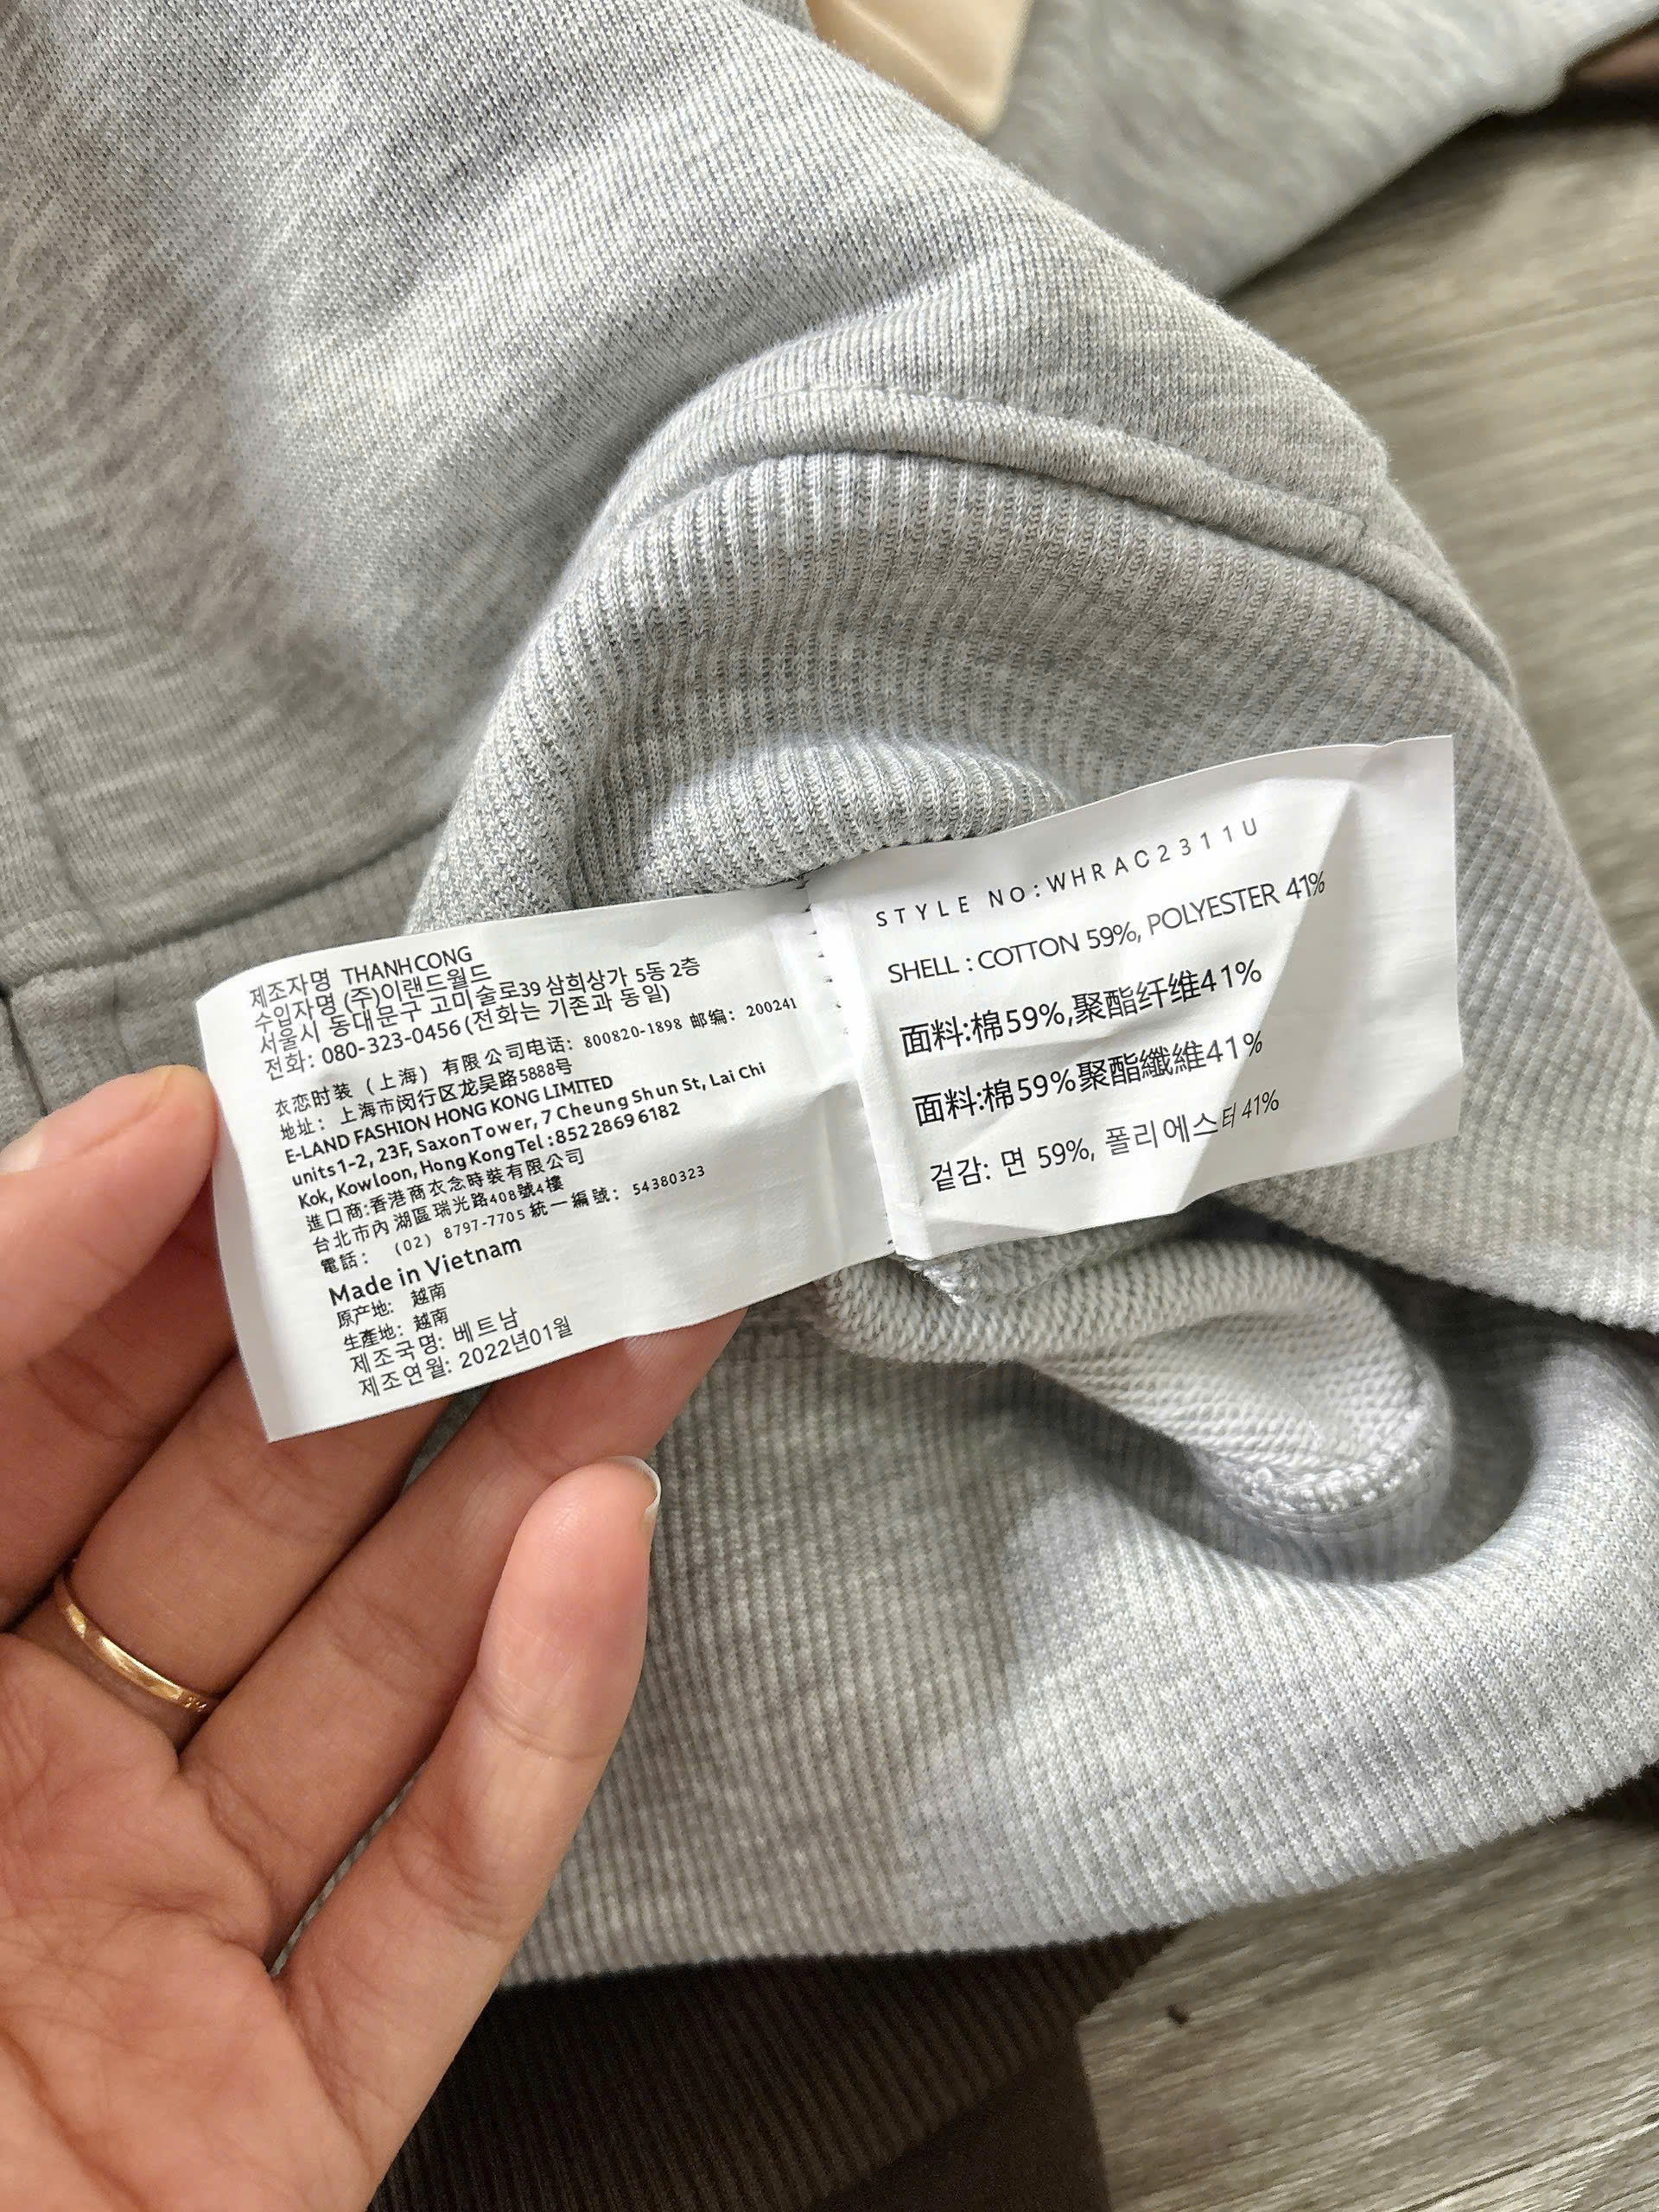 제조자명 THANHCONG
수입자명 (주)이랜드월드
서울시 동대문구 고미술로39 삼희상가 5동 2층
전화: 080-323-0456 (전화는 기존과 동일)
衣恋时装（上海）有限公司电话: 800820-1898 邮编: 200241
地址: 上海市闵行区龙吴路5888号
E-LAND FASHION HONG KONG LIMITED
units1-2, 23F, SaxonTower, 7 Cheung Shun St, Lai Chi
Kok, Kowloon, Hong Kong Tel :852 2869 6182
進口商:香港商衣念時裝有限公司
台北市內湖區瑞光路408號4樓
電話: (02) 8797-7705 統一編號: 54380323
Made in Vietnam
原产地: 越南
生產地: 越南
제조국명: 베트남
제조연월: 2022년01월
STYLE NO:WHRAC2311U
SHELL : COTTON 59%, POLYESTER 41%
面料:棉59%,聚酯纤维41%
面料:棉59%聚酯纖維41%
겉감: 면 59%, 폴리에스터 41%